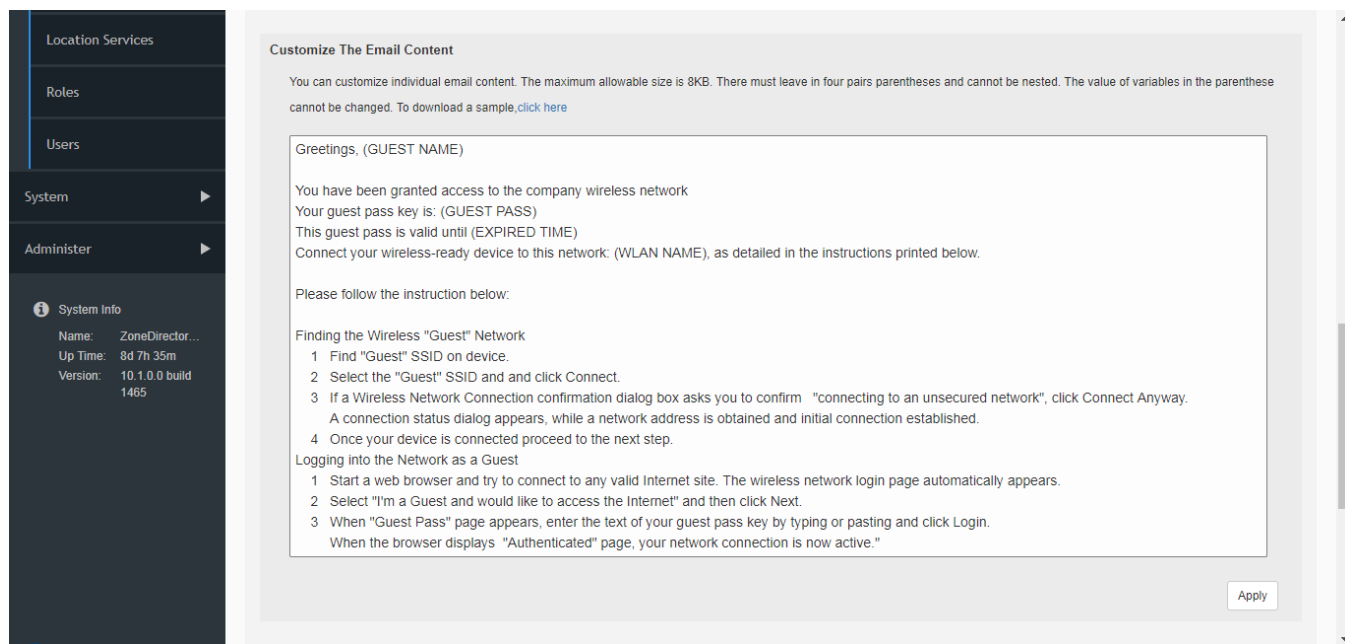 Location Services
Roles
Users
System
Administer
System Info
Name: ZoneDirector...
Up Time: 8d 7h 35m
Version: 10.1.0.0 build
1465
Customize The Email Content
You can customize individual email content. The maximum allowable size is 8KB. There must leave in four pairs parentheses and cannot be nested. The value of variables in the parenthese
cannot be changed. To download a sample,click here
Greetings, (GUEST NAME)
You have been granted access to the company wireless network
Your guest pass key is: (GUEST PASS)
This guest pass is valid until (EXPIRED TIME)
Connect your wireless-ready device to this network: (WLAN NAME), as detailed in the instructions printed below.
Please follow the instruction below:
Finding the Wireless "Guest" Network
1 Find "Guest" SSID on device.
2 Select the "Guest" SSID and and click Connect.
3 If a Wireless Network Connection confirmation dialog box asks you to confirm "connecting to an unsecured network", click Connect Anyway.
A connection status dialog appears, while a network address is obtained and initial connection established.
4 Once your device is connected proceed to the next step.
Logging into the Network as a Guest
1 Start a web browser and try to connect to any valid Internet site. The wireless network login page automatically appears.
2 Select "I'm a Guest and would like to access the Internet" and then click Next.
3 When "Guest Pass" page appears, enter the text of your guest pass key by typing or pasting and click Login.
When the browser displays "Authenticated" page, your network connection is now active."
Apply